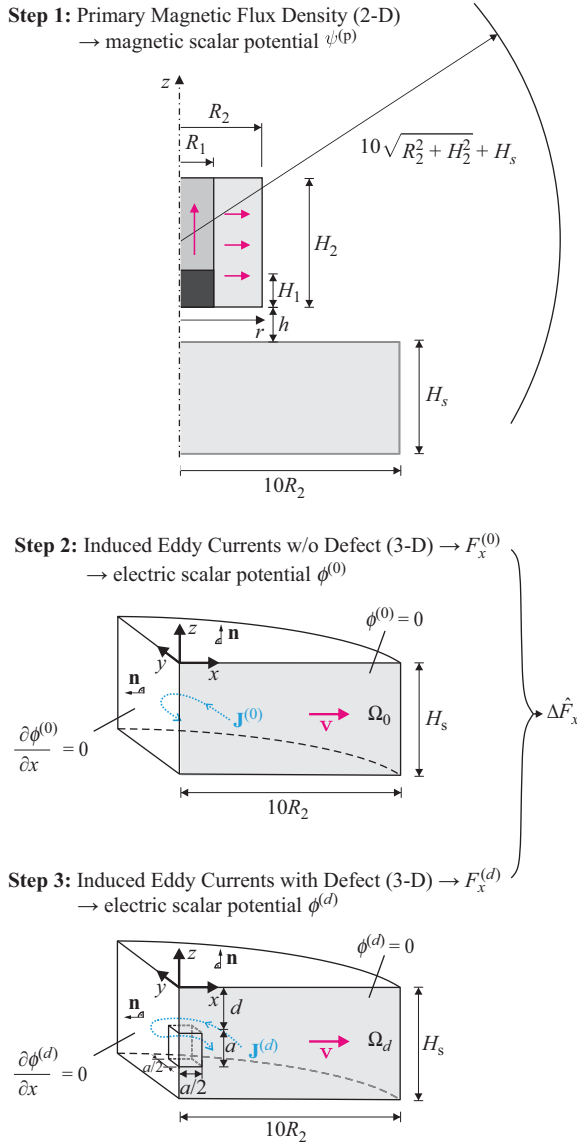 Step 1: Primary Magnetic Flux Density (2-D)
→ magnetic scalar potential ψ^(p)
z
R_2
R_1
10√(R_2^2 + H_2^2) + H_s
H_2
H_1
r
h
H_s
10R_2
Step 2: Induced Eddy Currents w/o Defect (3-D) → F_x^(0)
→ electric scalar potential ϕ^(0)
ϕ^(0) = 0
z
n
y
x
n
J^(0)
v
Ω_0
H_s
∂ϕ^(0)/∂x = 0
10R_2
ΔF̂_x
Step 3: Induced Eddy Currents with Defect (3-D) → F_x^(d)
→ electric scalar potential ϕ^(d)
ϕ^(d) = 0
z
n
y
x
n
d
J^(d)
a
v
Ω_d
H_s
∂ϕ^(d)/∂x = 0
a/2
a/2
10R_2